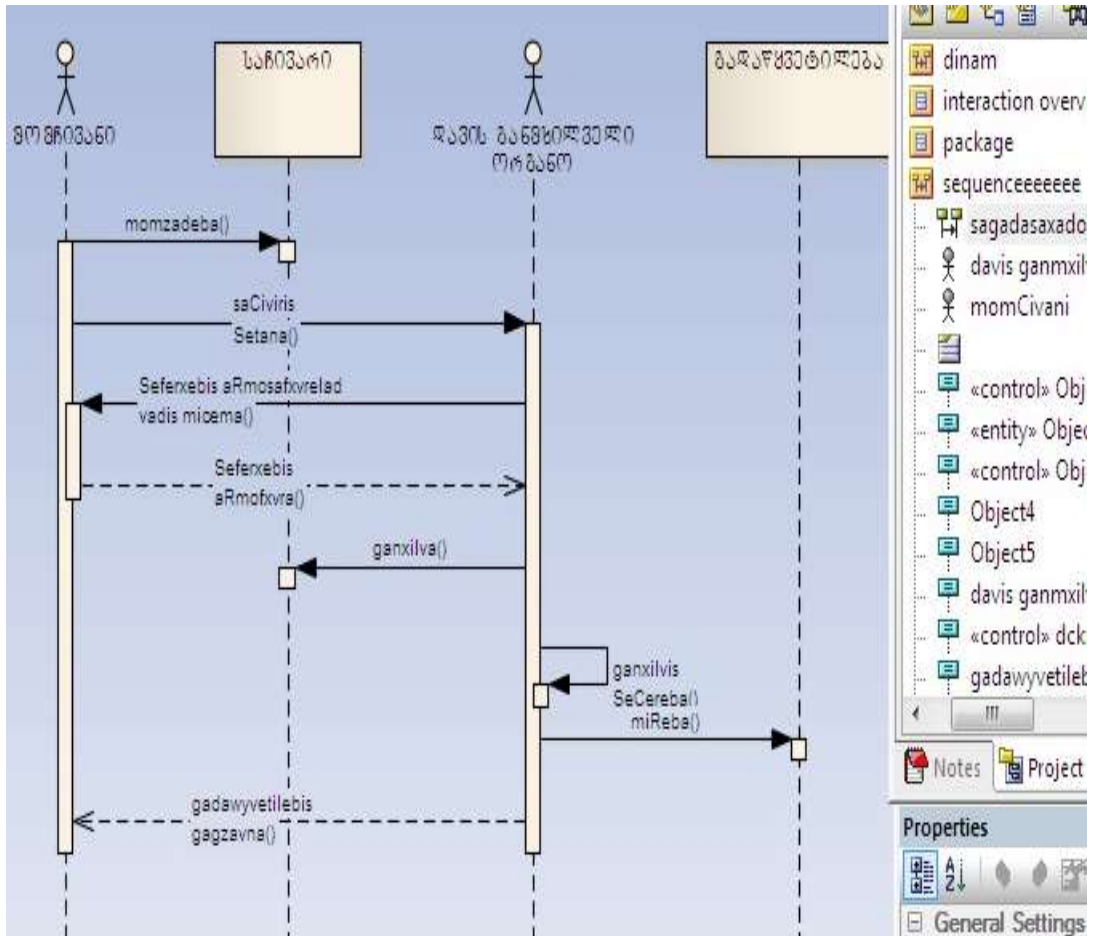 მომჩივანი
საჩივარი
დავის განმხილველი
ორგანო
გადაწყვეტილება
momzadeba()
saCiviris
Setana()
Seferxebis aRmosafxvrelad
vadis micema()
Seferxebis
aRmofxvra()
ganxilva()
ganxilvis
SeCereba()
miReba()
gadawyvetilebis
gagzavna()
dinam
interaction overv
package
sequenceeeeeee
sagadasaxado
davis ganmxil
momCivani
«control» Obj
«entity» Objec
«control» Obj
Object4
Object5
davis ganmxil
«control» dck
gadawyvetileb
Notes
Project
Properties
General Settings